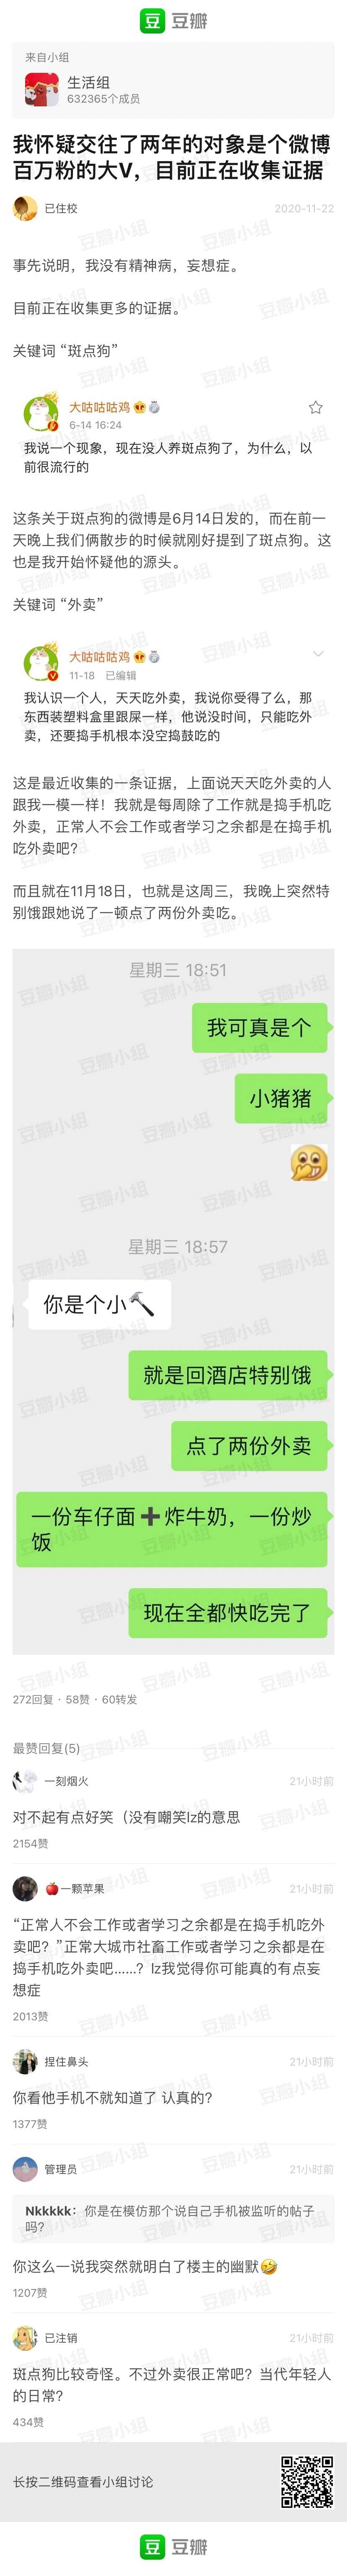 豆 豆瓣
来自小组
生活组
632365个成员
我怀疑交往了两年的对象是个微博
百万粉的大V，目前正在收集证据
已住校
2020-11-22
事先说明，我没有精神病，妄想症。
目前正在收集更多的证据。
关键词 “斑点狗”
大咕咕咕鸡
6-14 16:24
我说一个现象，现在没人养斑点狗了，为什么，以
前很流行的
这条关于斑点狗的微博是6月14日发的，而在前一
天晚上我们俩散步的时候就刚好提到了斑点狗。这
也是我开始怀疑他的源头。
关键词 “外卖”
大咕咕咕鸡
11-18 已编辑
我认识一个人，天天吃外卖，我说你受得了么，那
东西装塑料盒里跟屎一样，他说没时间，只能吃外
卖，还要捣手机根本没空捣鼓吃的
这是最近收集的一条证据，上面说天天吃外卖的人
跟我一模一样！我就是每周除了工作就是捣手机吃
外卖，正常人不会工作或者学习之余都是在捣手机
吃外卖吧？
而且就在11月18日，也就是这周三，我晚上突然特
别饿跟她说了一顿点了两份外卖吃。
星期三 18:51
我可真是个
小猪猪
星期三 18:57
你是个小🔨
就是回酒店特别饿
点了两份外卖
一份车仔面➕炸牛奶，一份炒
饭
现在全都快吃完了
272回复 · 58赞 · 60转发
最赞回复(5)
一刻烟火
21小时前
对不起有点好笑（没有嘲笑lz的意思
2154赞
🍎一颗苹果
21小时前
“正常人不会工作或者学习之余都是在捣手机吃外
卖吧？”正常大城市社畜工作或者学习之余都是在
捣手机吃外卖吧……？lz我觉得你可能真的有点妄
想症
2013赞
捏住鼻头
21小时前
你看他手机不就知道了 认真的？
1377赞
管理员
21小时前
Nkkkkk：你是在模仿那个说自己手机被监听的帖子
吗？
你这么一说我突然就明白了楼主的幽默🤣
1207赞
已注销
21小时前
斑点狗比较奇怪。不过外卖很正常吧？当代年轻人
的日常？
434赞
长按二维码查看小组讨论
豆 豆瓣